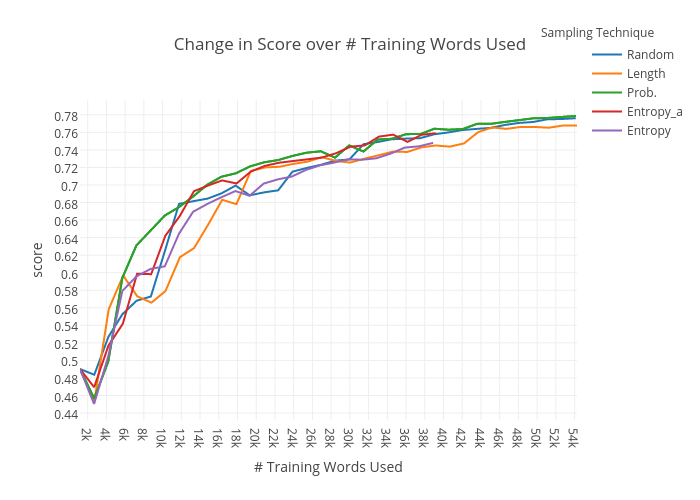 Change in Score over # Training Words Used
Sampling Technique
Random
Length
Prob.
Entropy_a
Entropy
score
0.78
0.76
0.74
0.72
0.7
0.68
0.66
0.64
0.62
0.6
0.58
0.56
0.54
0.52
0.5
0.48
0.46
0.44
2k 4k 6k 8k 10k 12k 14k 16k 18k 20k 22k 24k 26k 28k 30k 32k 34k 36k 38k 40k 42k 44k 46k 48k 50k 52k 54k
# Training Words Used